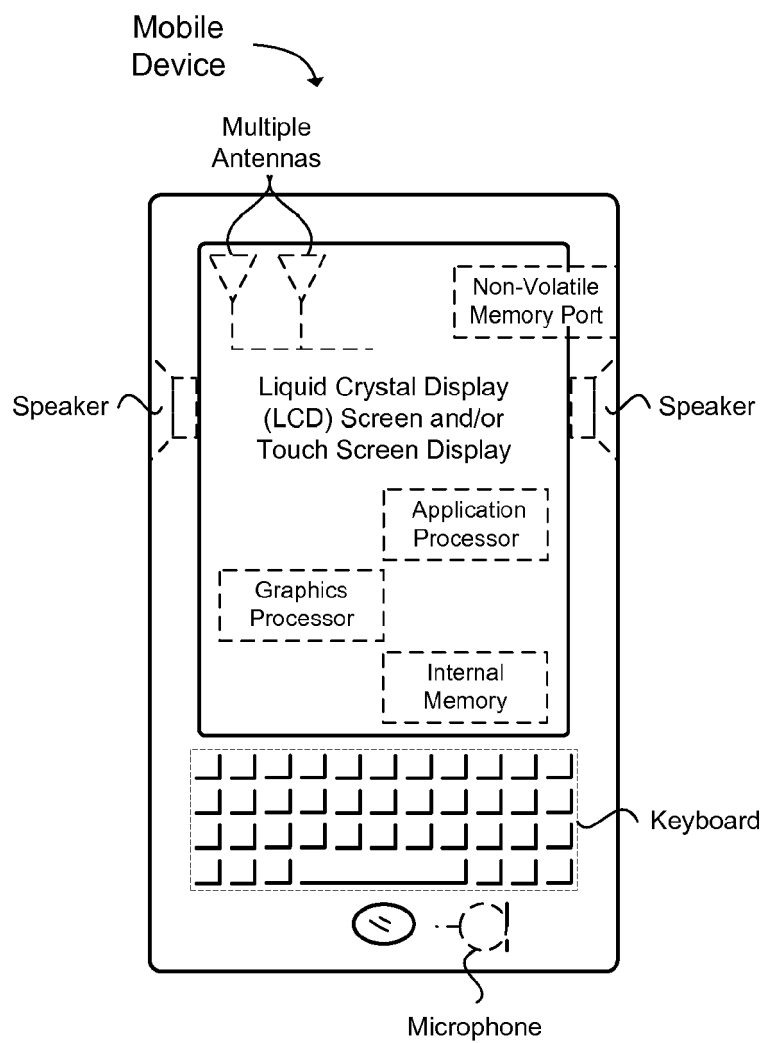 Mobile
Device
Multiple
Antennas
Non-Volatile
Memory Port
Liquid Crystal Display
(LCD) Screen and/or
Touch Screen Display
Speaker
Speaker
Application
Processor
Graphics
Processor
Internal
Memory
Keyboard
Microphone